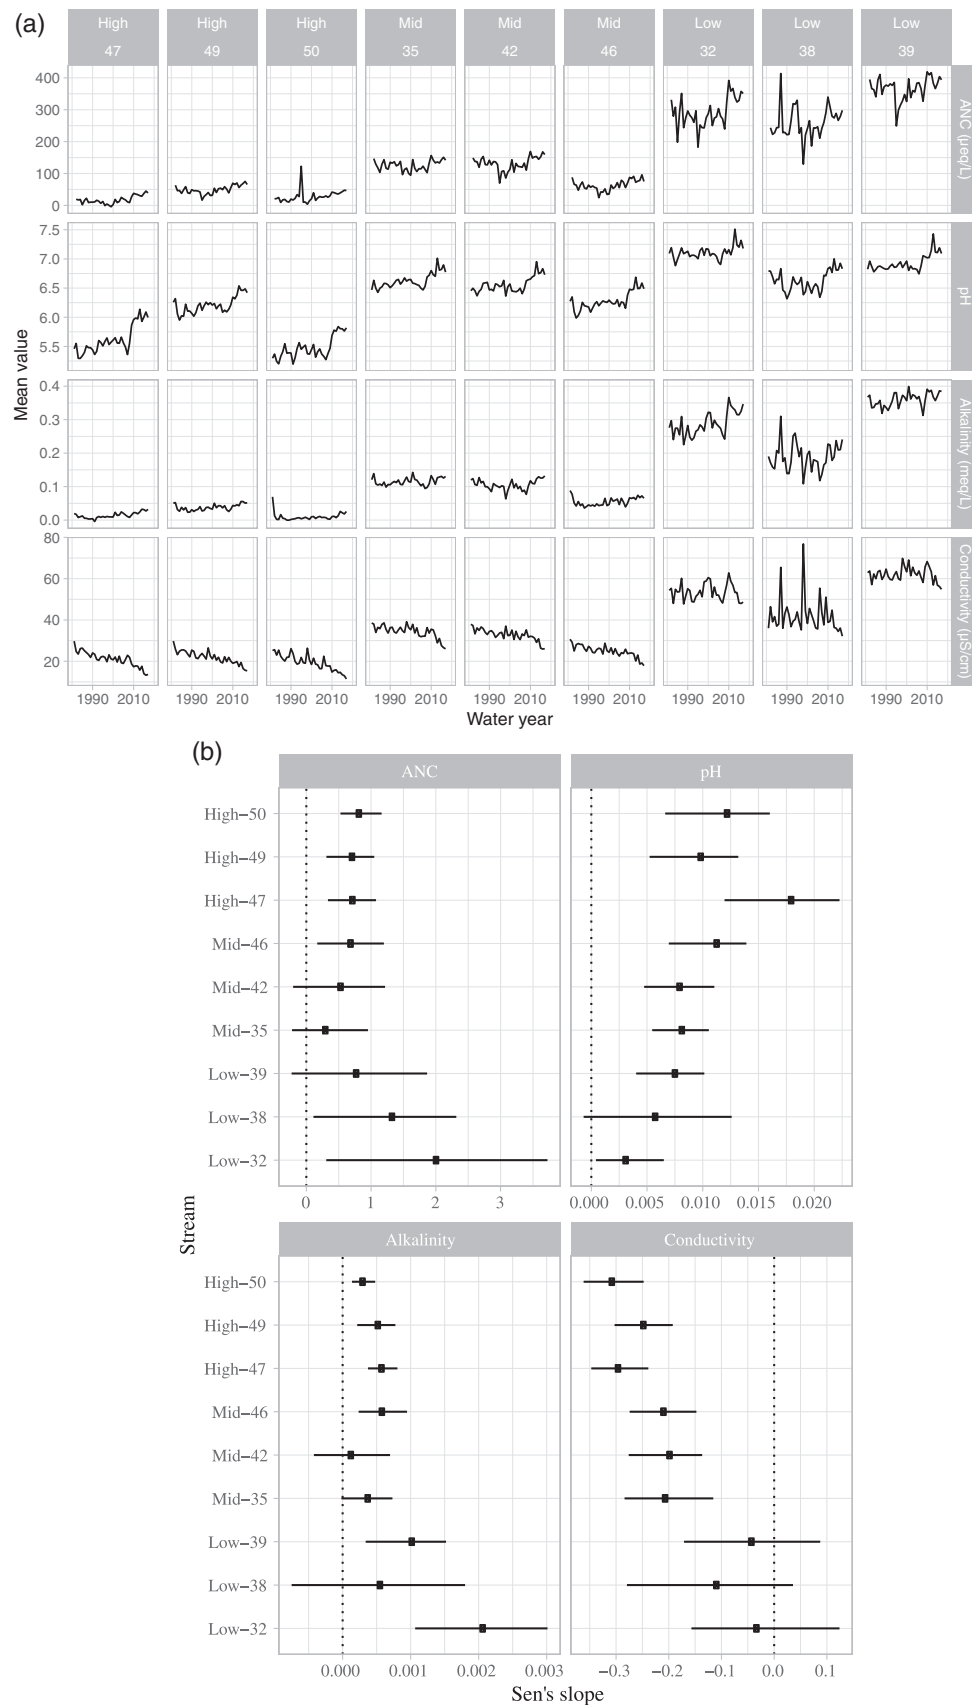 (a)
High High High Mid Mid Mid Low Low Low
47 49 50 35 42 46 32 38 39
400
300
200
100
0
ANC (µeq/L)
7.5
7.0
6.5
6.0
5.5
pH
Mean value
0.4
0.3
0.2
0.1
0.0
Alkalinity (meq/L)
80
60
40
20
Conductivity (µS/cm)
1990 2010 1990 2010 1990 2010 1990 2010 1990 2010 1990 2010 1990 2010 1990 2010 1990 2010
Water year
(b)
ANC pH
High−50
High−49
High−47
Mid−46
Mid−42
Mid−35
Low−39
Low−38
Low−32
0 1 2 3 0.000 0.005 0.010 0.015 0.020
Stream
Alkalinity Conductivity
High−50
High−49
High−47
Mid−46
Mid−42
Mid−35
Low−39
Low−38
Low−32
0.000 0.001 0.002 0.003 −0.3 −0.2 −0.1 0.0 0.1
Sen's slope